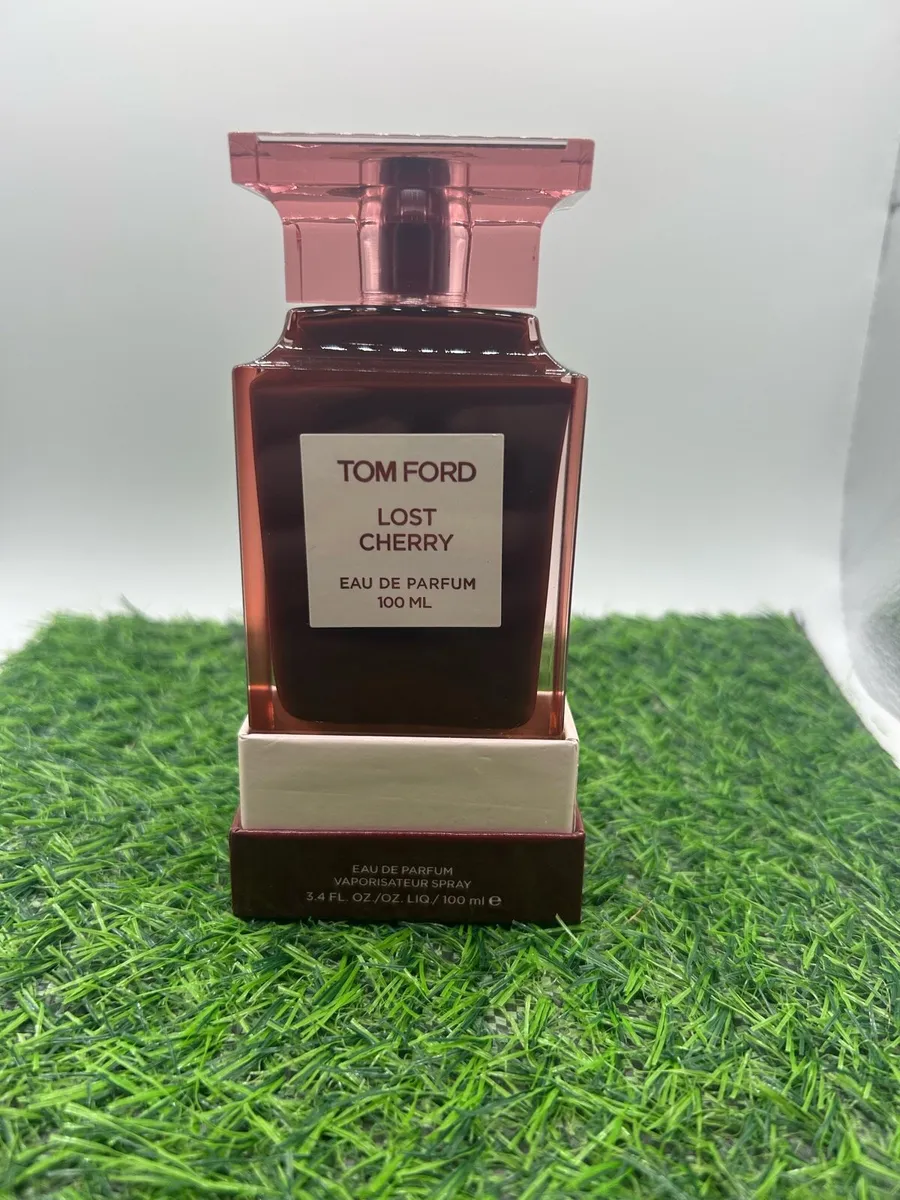 TOM FORD
LOST
CHERRY
EAU DE PARFUM
100 ML
EAU DE PARFUM
VAPORISATEUR SPRAY
3.4 FL. OZ./OZ. LIQ./ 100 ml ℮